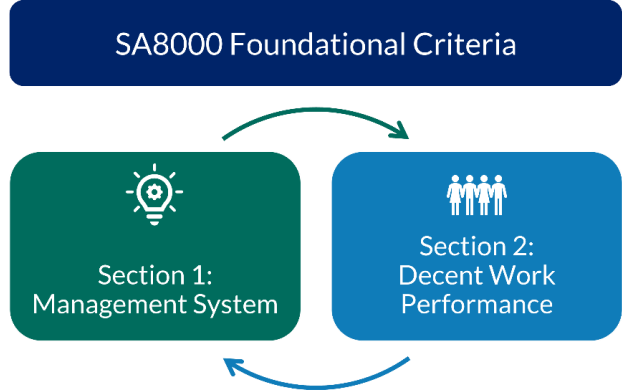 SA8000 Foundational Criteria
Section 1:
Management System
Section 2:
Decent Work
Performance